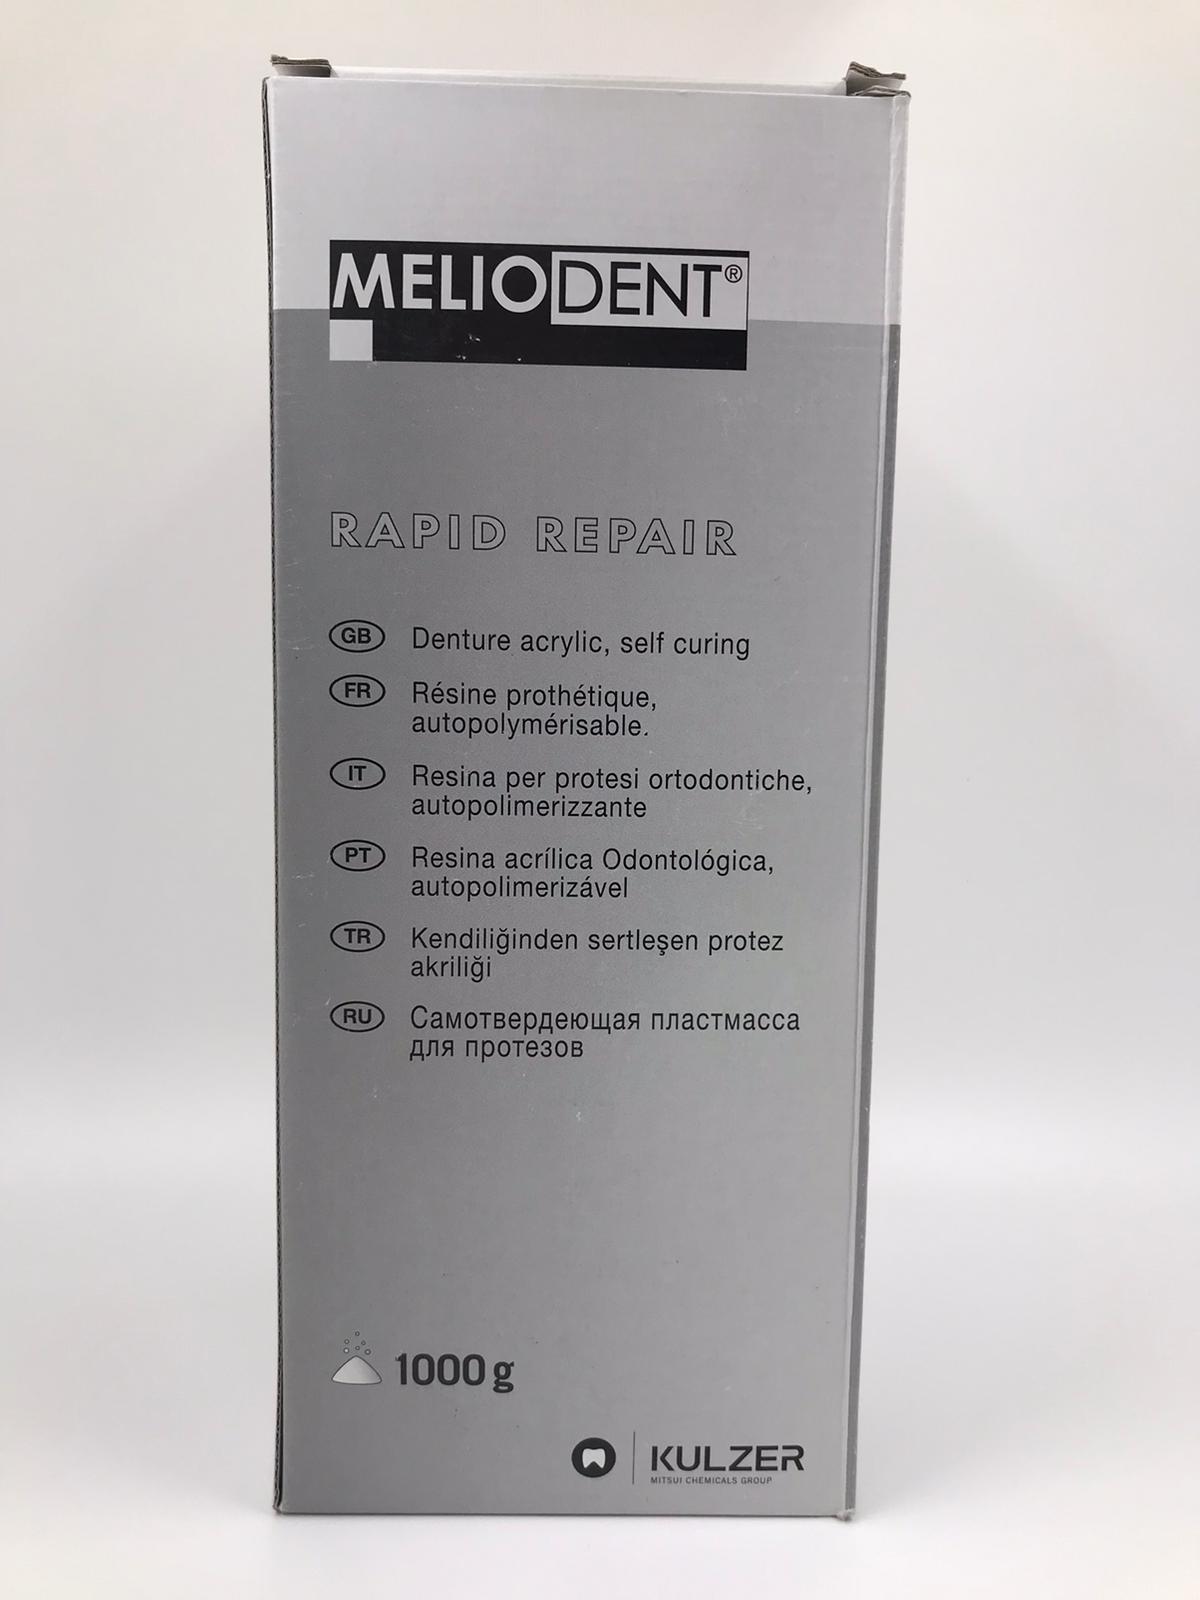 MELIODENT®
RAPID REPAIR
GB Denture acrylic, self curing
FR Résine prothétique,
autopolymérisable.
IT Resina per protesi ortodontiche,
autopolimerizzante
PT Resina acrílica Odontológica,
autopolimerizável
TR Kendiliğinden sertleşen protez
akriliği
RU Самотвердеющая пластмасса
для протезов
1000 g
KULZER
MITSUI CHEMICALS GROUP